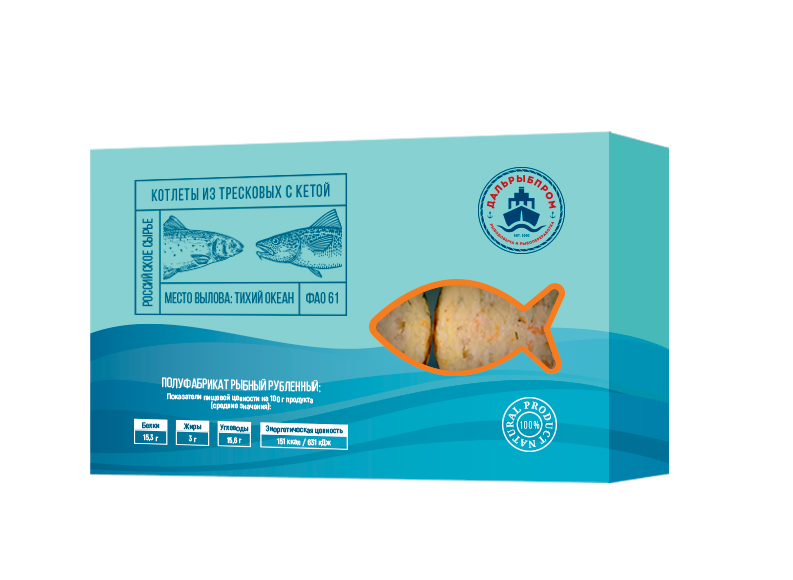 КОТЛЕТЫ ИЗ ТРЕСКОВЫХ С КЕТОЙ
РОССИЙСКОЕ СЫРЬЕ
МЕСТО ВЫЛОВА: ТИХИЙ ОКЕАН
ФАО 61
ДАЛЬРЫБПРОМ
РЫБОДОБЫЧА И РЫБОПЕРЕРАБОТКА
ПОЛУФАБРИКАТ РЫБНЫЙ РУБЛЕННЫЙ:
Показатели пищевой ценности на 100 г продукта
(средние значения):
Белки
15,3 г
Жиры
3 г
Углеводы
15,6 г
Энергетическая ценность
151 ккал / 631 кДж
NATURAL PRODUCT
100%